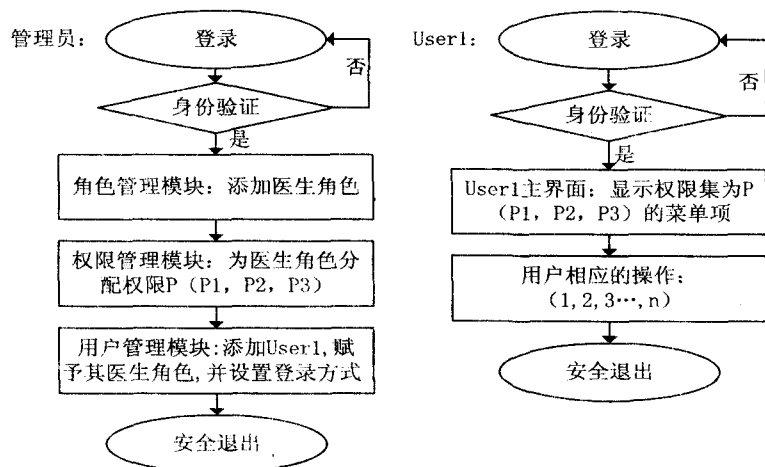 管理员:
登录
否
身份验证
是
角色管理模块: 添加医生角色
权限管理模块: 为医生角色分
配权限P (P1, P2, P3)
用户管理模块:添加User1,赋
予其医生角色,并设置登录方式
安全退出
User1:
登录
否
身份验证
是
User1主界面: 显示权限集为P
(P1, P2, P3) 的菜单项
用户相应的操作:
(1,2,3…,n)
安全退出